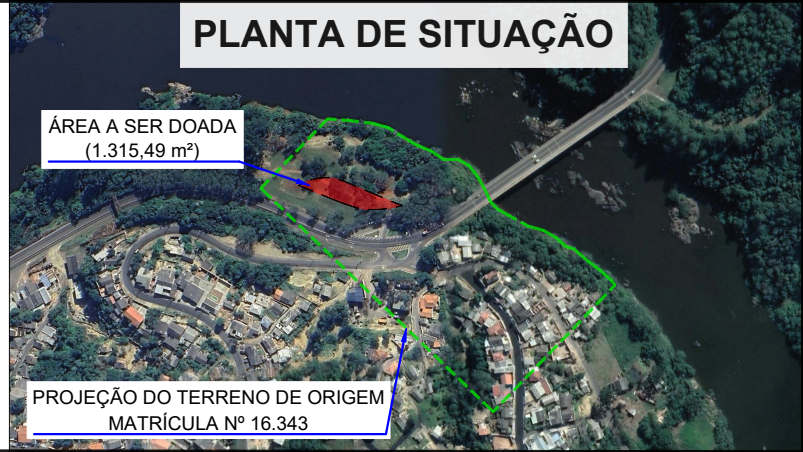 PLANTA DE SITUAÇÃO
ÁREA A SER DOADA
(1.315,49 m²)
PROJEÇÃO DO TERRENO DE ORIGEM
MATRÍCULA Nº 16.343